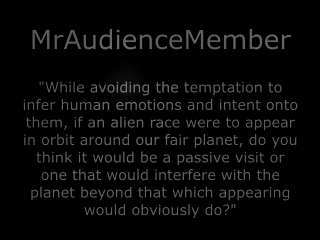 MrAudienceMember
"While avoiding the temptation to
infer human emotions and intent onto
them, if an alien race were to appear
in orbit around our fair planet, do you
think it would be a passive visit or
one that would interfere with the
planet beyond that which appearing
would obviously do?"